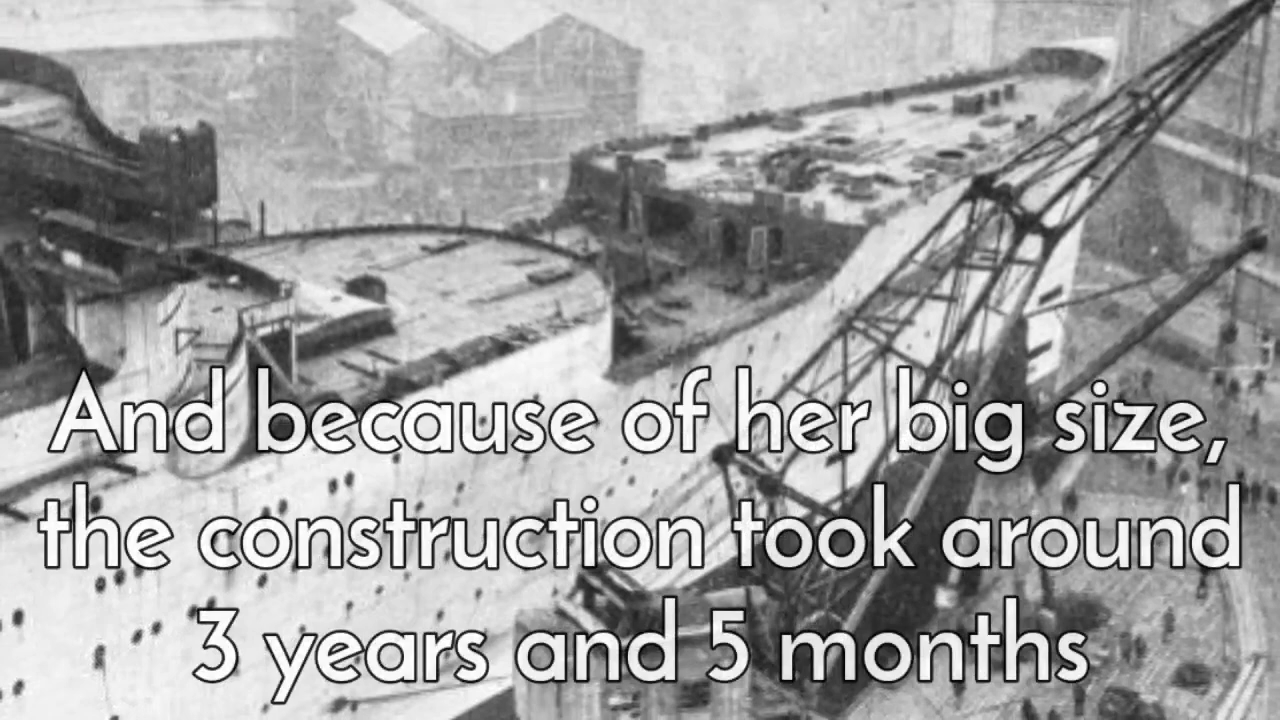 And because of her big size,
the construction took around
3 years and 5 months